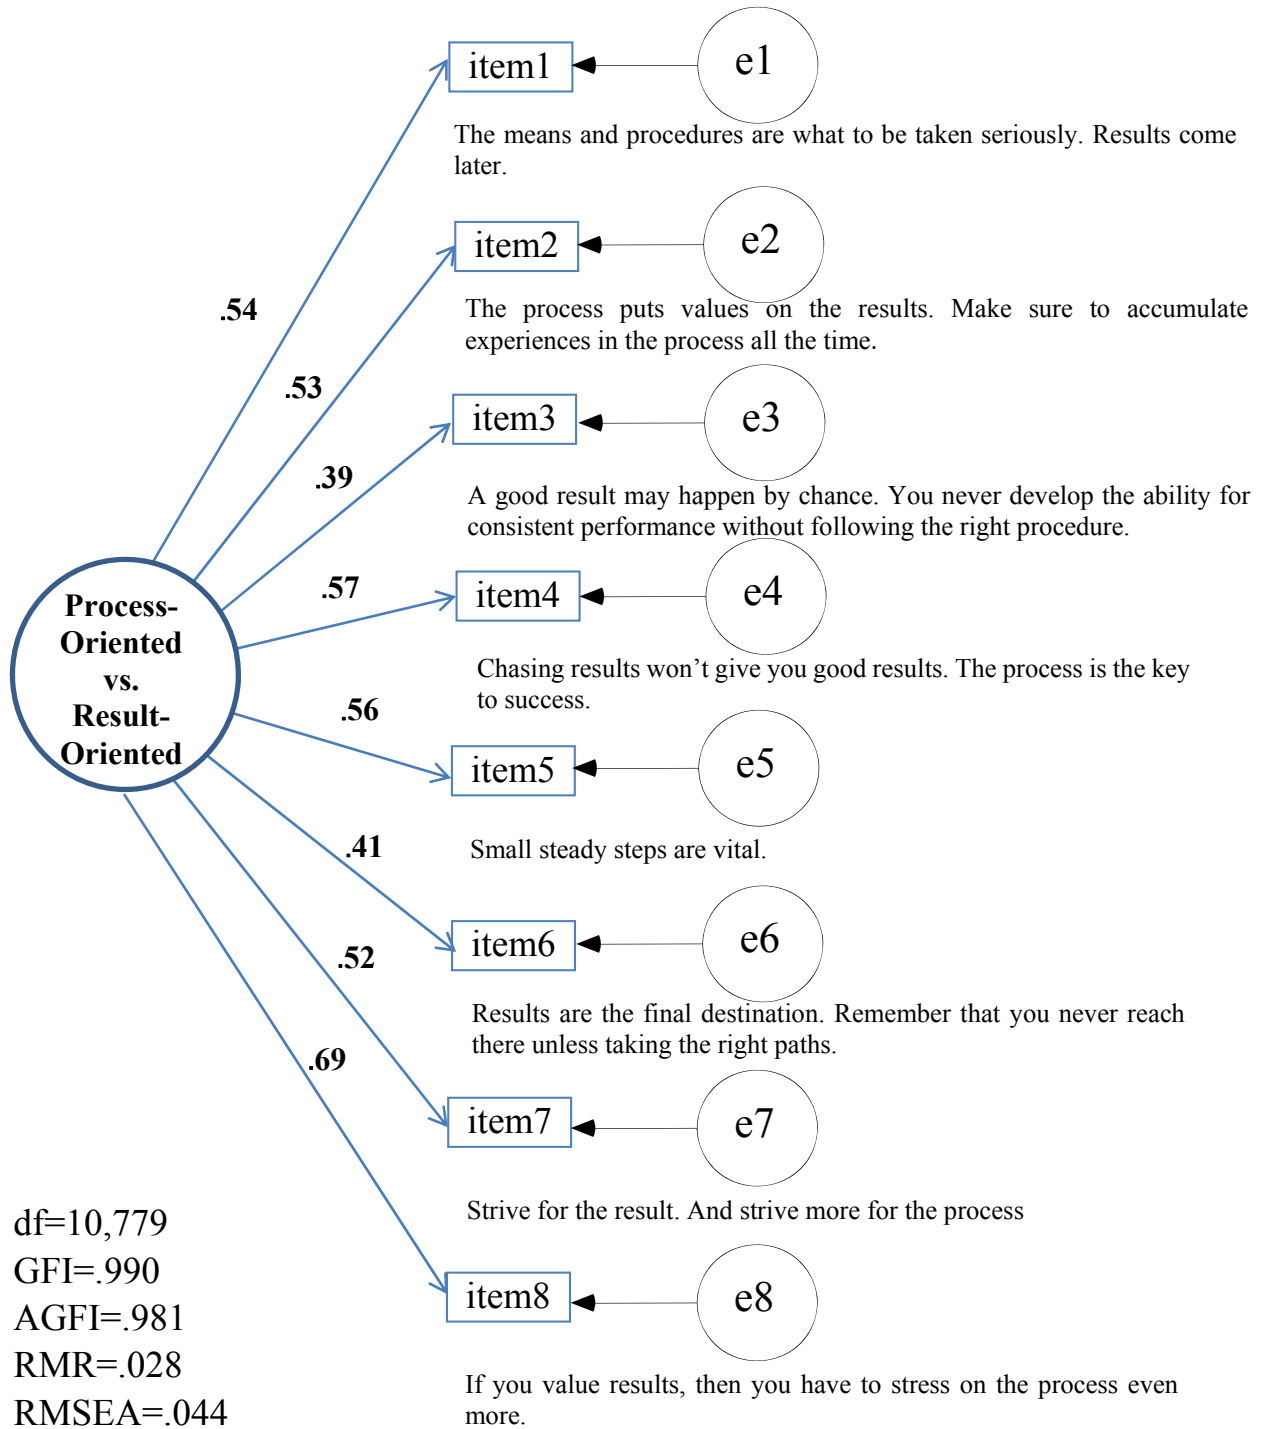 item1
e1
The means and procedures are what to be taken seriously. Results come
later.
item2
e2
.54
The process puts values on the results. Make sure to accumulate
experiences in the process all the time.
.53
item3
e3
.39
A good result may happen by chance. You never develop the ability for
consistent performance without following the right procedure.
.57
item4
e4
Process-
Oriented
vs.
Result-
Oriented
Chasing results won’t give you good results. The process is the key
to success.
.56
item5
e5
.41
Small steady steps are vital.
item6
e6
.52
Results are the final destination. Remember that you never reach
there unless taking the right paths.
.69
item7
e7
Strive for the result. And strive more for the process
item8
e8
If you value results, then you have to stress on the process even
more.
df=10,779
GFI=.990
AGFI=.981
RMR=.028
RMSEA=.044